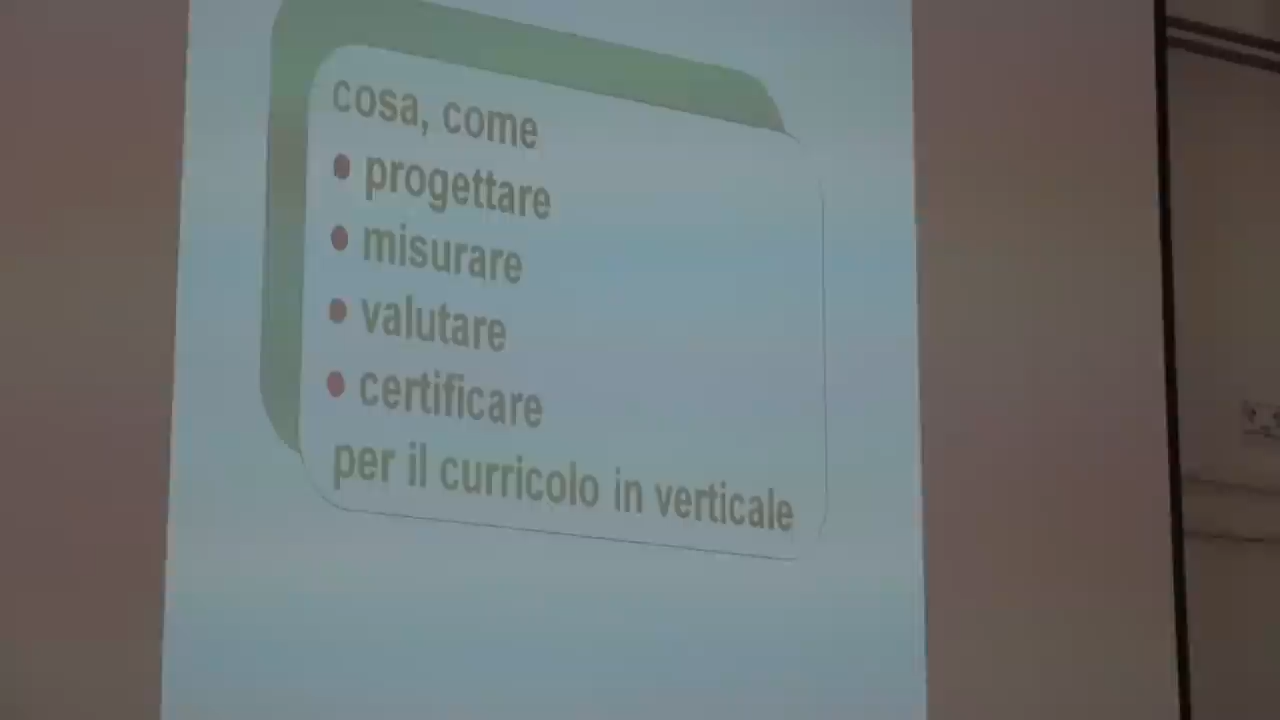 cosa, come
• progettare
• misurare
• valutare
• certificare
per il curricolo in verticale